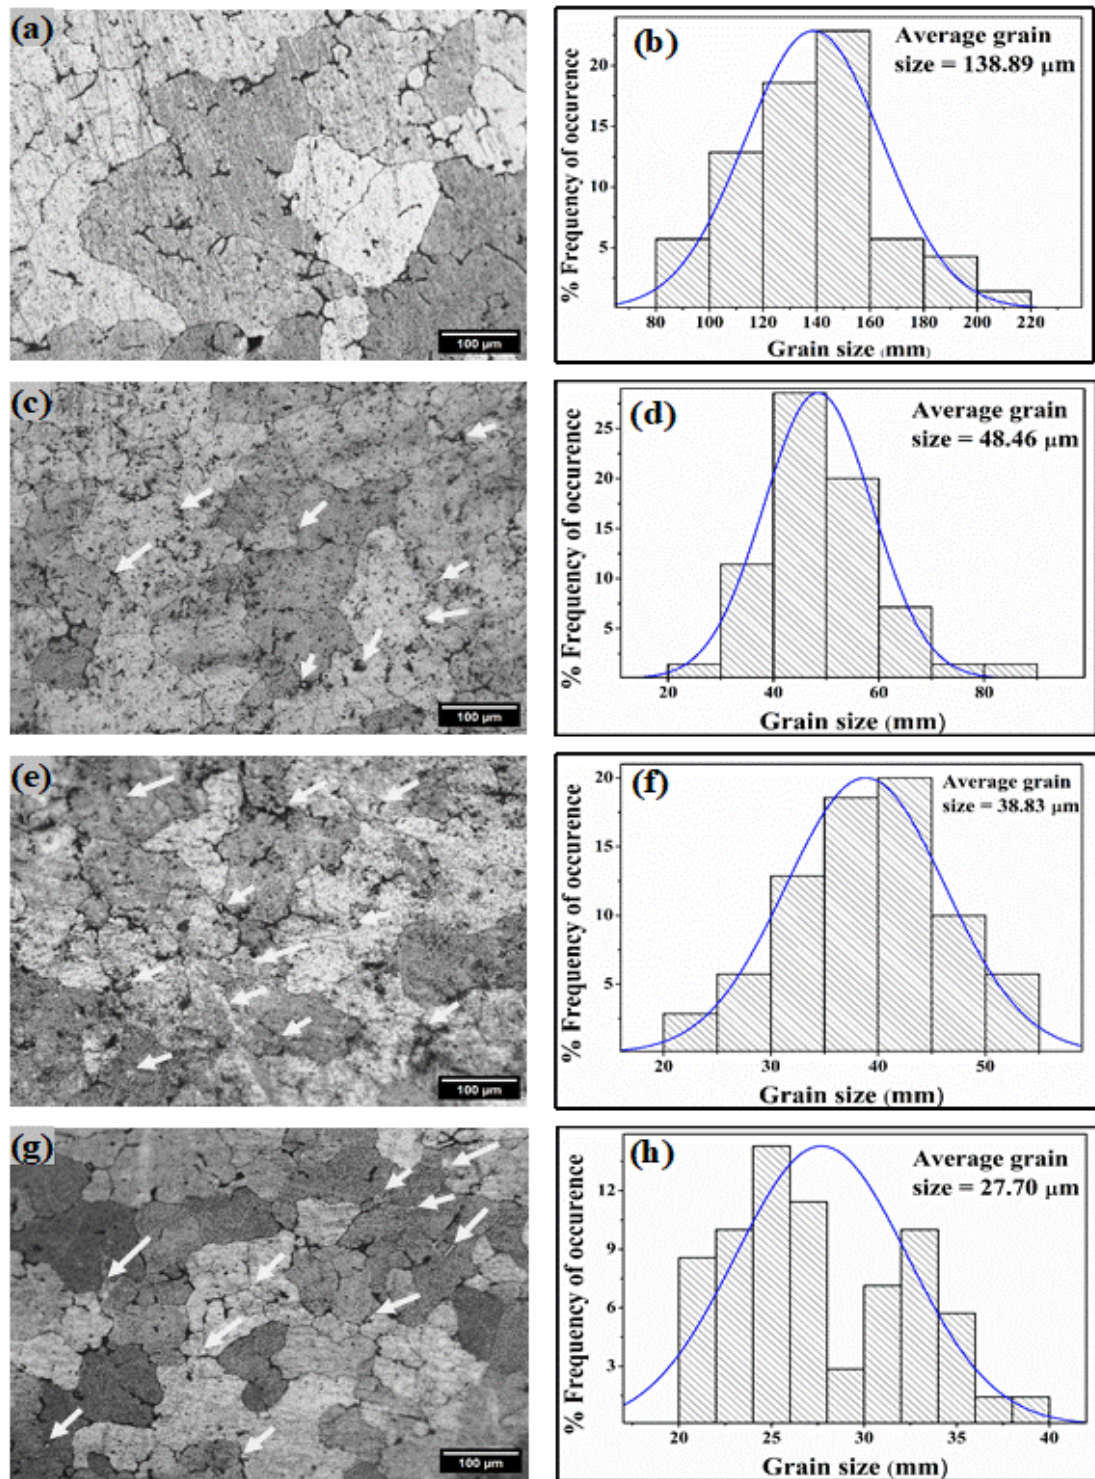 (a)
100 µm
(b)
Average grain
size = 138.89 µm
% Frequency of occurence
20
15
10
5
80 100 120 140 160 180 200 220
Grain size (mm)
(c)
100 µm
(d)
Average grain
size = 48.46 µm
% Frequency of occurence
25
20
15
10
5
20 40 60 80
Grain size (mm)
(e)
100 µm
(f)
Average grain
size = 38.83 µm
% Frequency of occurence
20
15
10
5
20 30 40 50
Grain size (mm)
(g)
100 µm
(h)
Average grain
size = 27.70 µm
% Frequency of occurence
12
9
6
3
20 25 30 35 40
Grain size (mm)